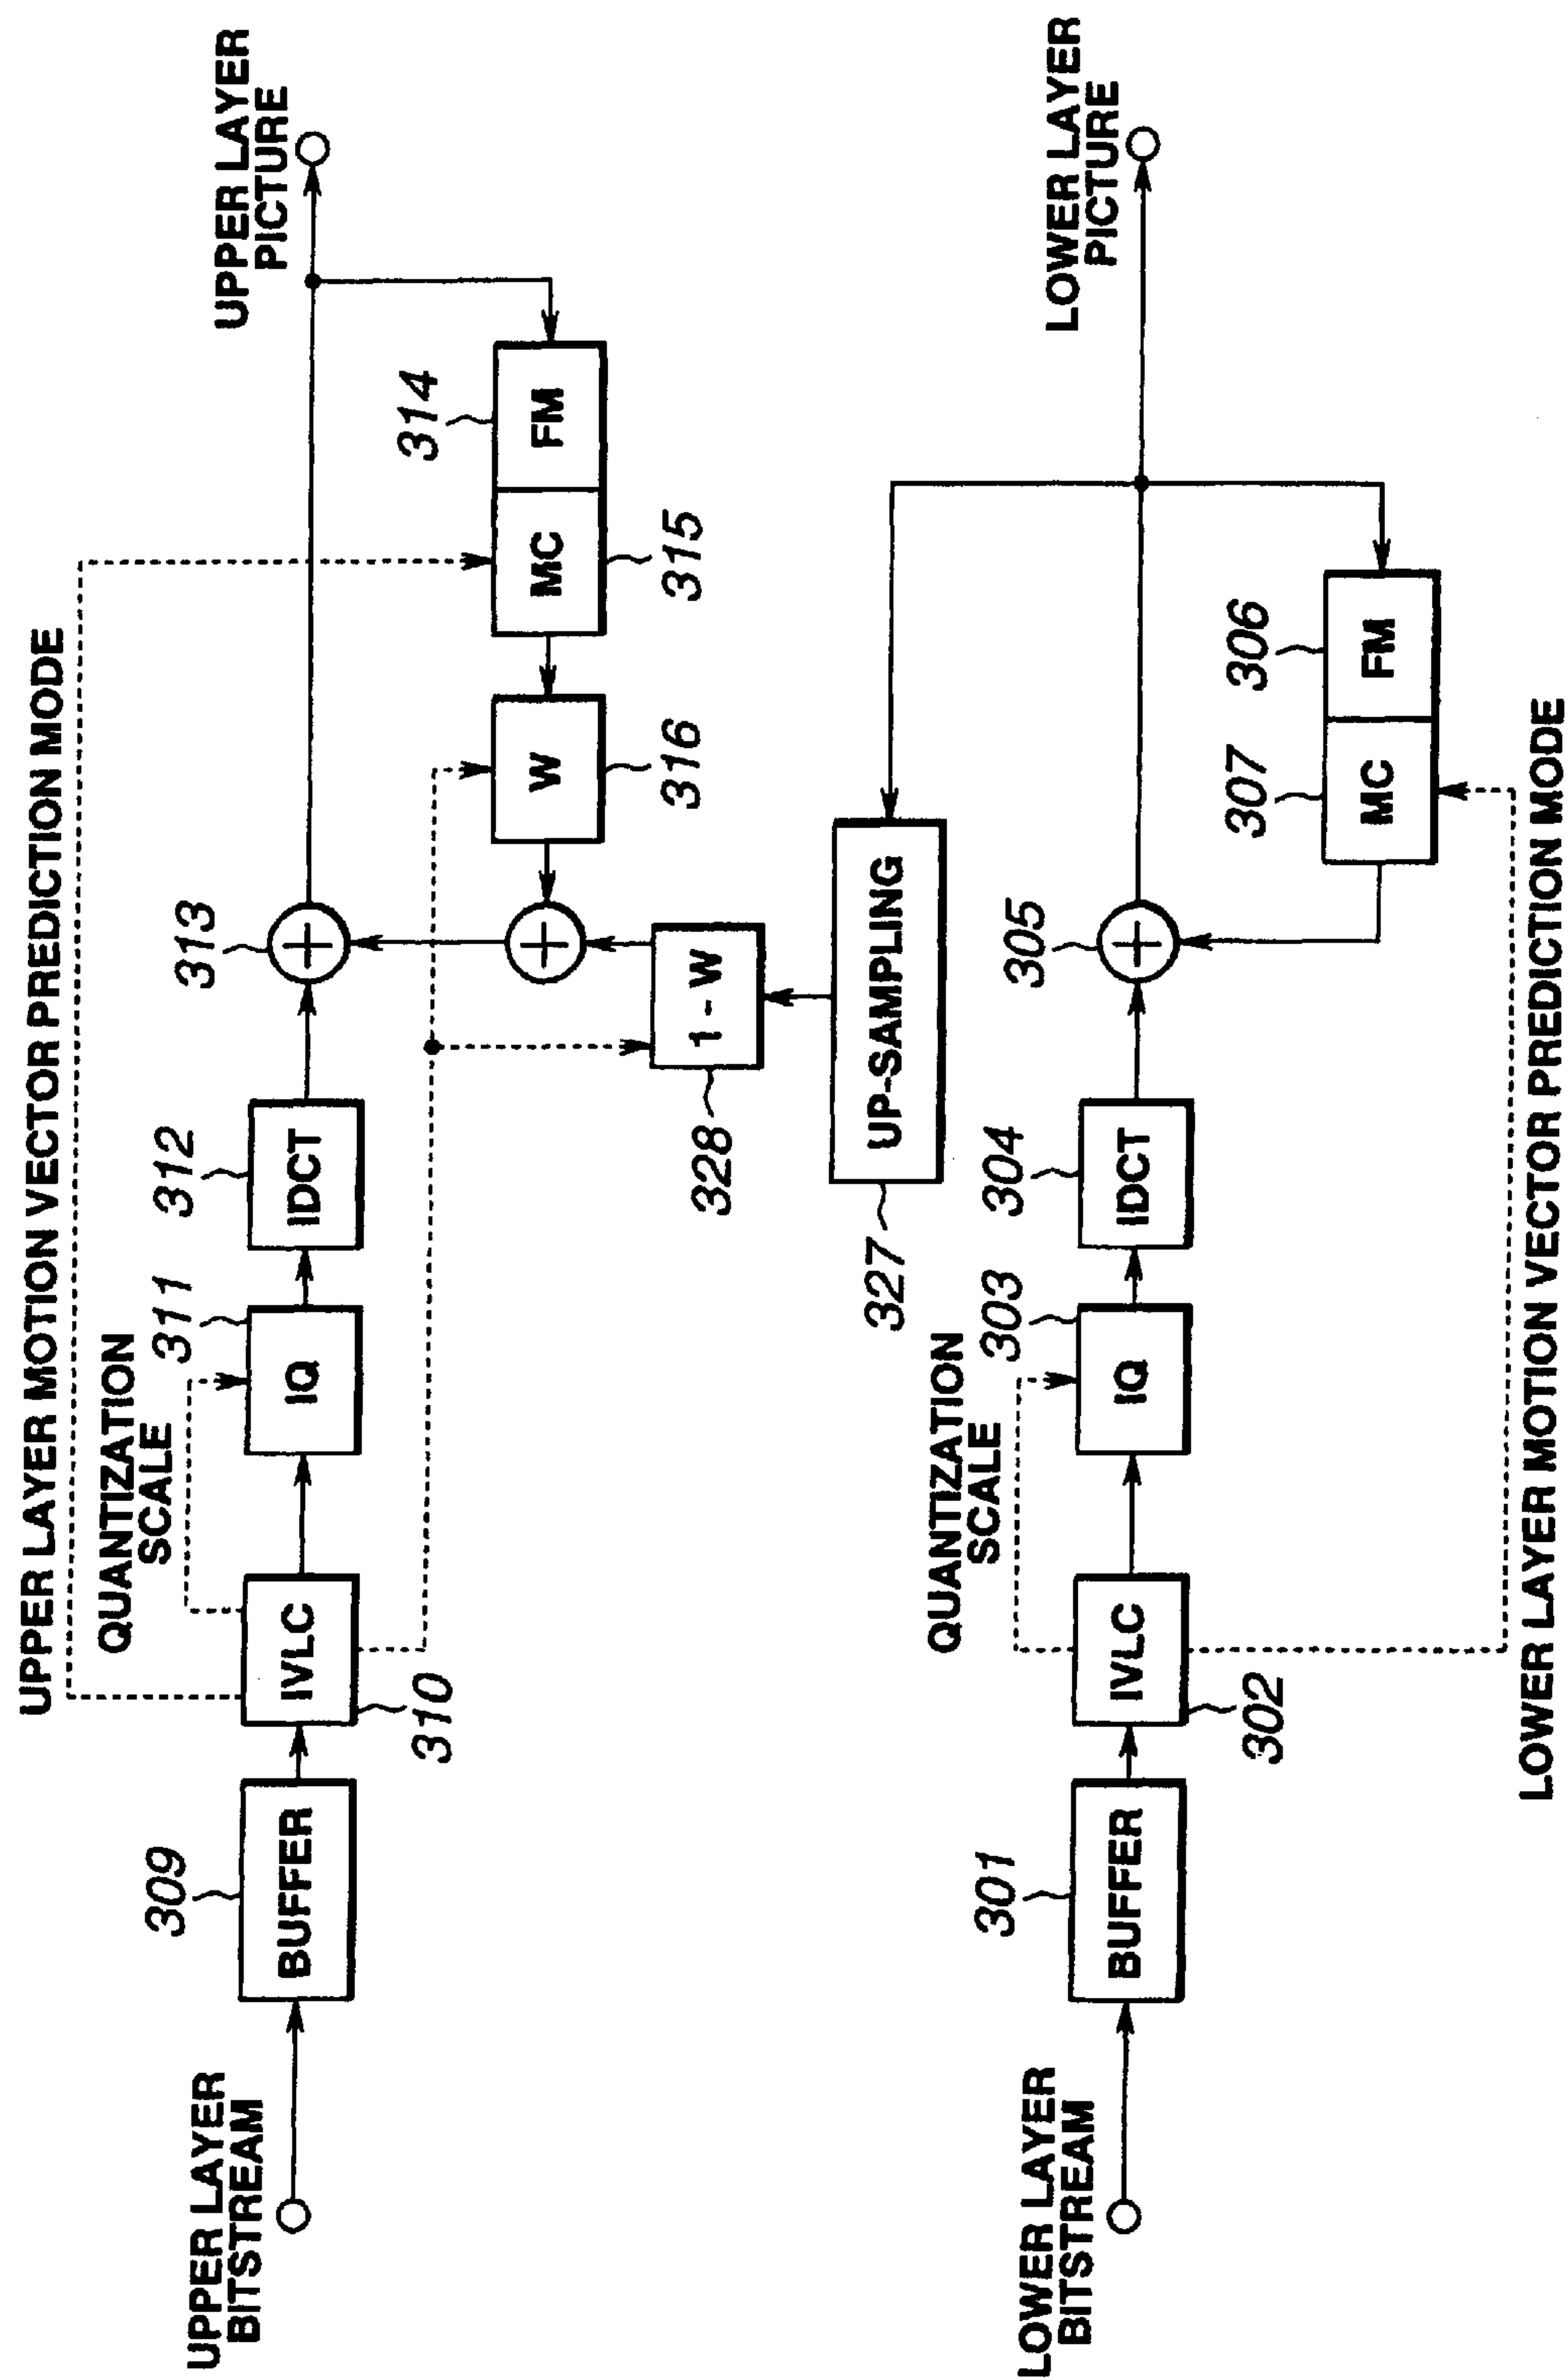 UPPER LAYER MOTION VECTOR PREDICTION MODE
UPPER LAYER
BITSTREAM
309
BUFFER
310
IVLC
QUANTIZATION
SCALE
311
IQ
312
IDCT
313
UPPER LAYER
PICTURE
314
FM
MC
315
W
316
1 - W
328
UP-SAMPLING
327
LOWER LAYER
BITSTREAM
301
BUFFER
302
IVLC
QUANTIZATION
SCALE
303
IQ
304
IDCT
305
LOWER LAYER
PICTURE
306
FM
307
MC
LOWER LAYER MOTION VECTOR PREDICTION MODE